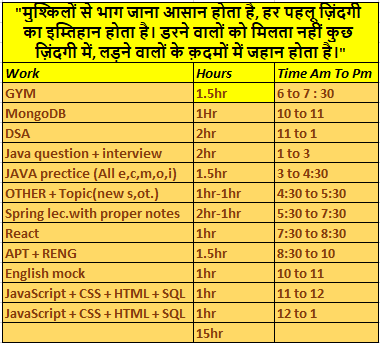 "मुश्किलों से भाग जाना आसान होता है, हर पहलू ज़िंदगी
का इम्तिहान होता है। डरने वालों को मिलता नहीं कुछ
ज़िंदगी में, लड़ने वालों के क़दमों में जहान होता है।"
Work Hours Time Am To Pm
GYM 1.5hr 6 to 7 : 30
MongoDB 1Hr 10 to 11
DSA 2hr 11 to 1
Java question + interview 2hr 1 to 3
JAVA prectice (All e,c,m,o,i) 1.5hr 3 to 4:30
OTHER + Topic(new s,ot.) 1hr-1hr 4:30 to 5:30
Spring lec.with proper notes 2hr-1hr 5:30 to 7:30
React 1hr 7:30 to 8:30
APT + RENG 1.5hr 8:30 to 10
English mock 1hr 10 to 11
JavaScript + CSS + HTML + SQL 1hr 11 to 12
JavaScript + CSS + HTML + SQL 1hr 12 to 1
15hr